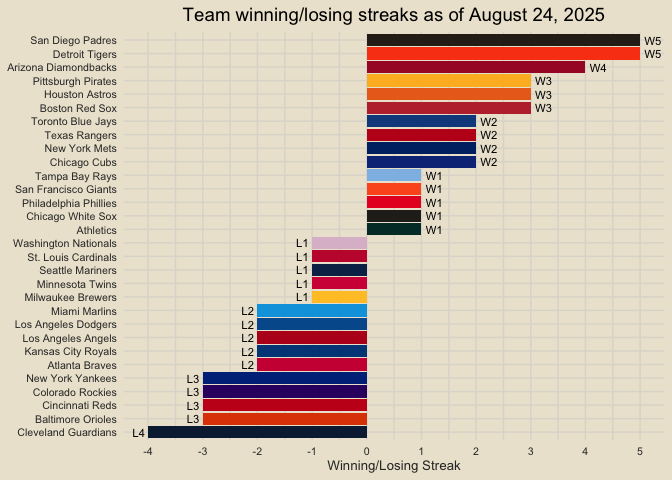 Team winning/losing streaks as of August 24, 2025
San Diego Padres W5
Detroit Tigers W5
Arizona Diamondbacks W4
Pittsburgh Pirates W3
Houston Astros W3
Boston Red Sox W3
Toronto Blue Jays W2
Texas Rangers W2
New York Mets W2
Chicago Cubs W2
Tampa Bay Rays W1
San Francisco Giants W1
Philadelphia Phillies W1
Chicago White Sox W1
Athletics W1
Washington Nationals L1
St. Louis Cardinals L1
Seattle Mariners L1
Minnesota Twins L1
Milwaukee Brewers L1
Miami Marlins L2
Los Angeles Dodgers L2
Los Angeles Angels L2
Kansas City Royals L2
Atlanta Braves L2
New York Yankees L3
Colorado Rockies L3
Cincinnati Reds L3
Baltimore Orioles L3
Cleveland Guardians L4
-4 -3 -2 -1 0 1 2 3 4 5
Winning/Losing Streak